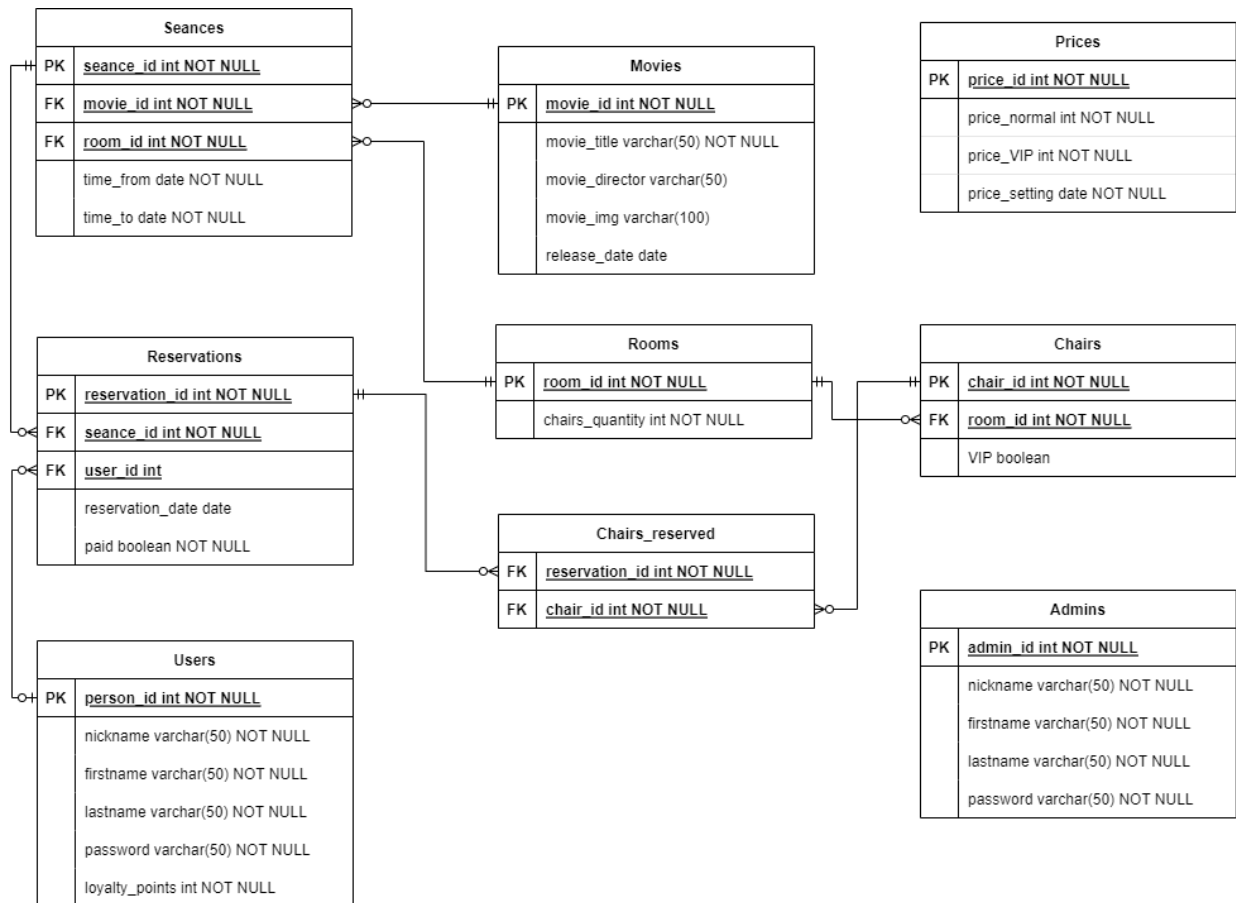 Seances
PK seance_id int NOT NULL
FK movie_id int NOT NULL
FK room_id int NOT NULL
time_from date NOT NULL
time_to date NOT NULL
Movies
PK movie_id int NOT NULL
movie_title varchar(50) NOT NULL
movie_director varchar(50)
movie_img varchar(100)
release_date date
Prices
PK price_id int NOT NULL
price_normal int NOT NULL
price_VIP int NOT NULL
price_setting date NOT NULL
Reservations
PK reservation_id int NOT NULL
FK seance_id int NOT NULL
FK user_id int
reservation_date date
paid boolean NOT NULL
Rooms
PK room_id int NOT NULL
chairs_quantity int NOT NULL
Chairs
PK chair_id int NOT NULL
FK room_id int NOT NULL
VIP boolean
Chairs_reserved
FK reservation_id int NOT NULL
FK chair_id int NOT NULL
Users
PK person_id int NOT NULL
nickname varchar(50) NOT NULL
firstname varchar(50) NOT NULL
lastname varchar(50) NOT NULL
password varchar(50) NOT NULL
loyalty_points int NOT NULL
Admins
PK admin_id int NOT NULL
nickname varchar(50) NOT NULL
firstname varchar(50) NOT NULL
lastname varchar(50) NOT NULL
password varchar(50) NOT NULL